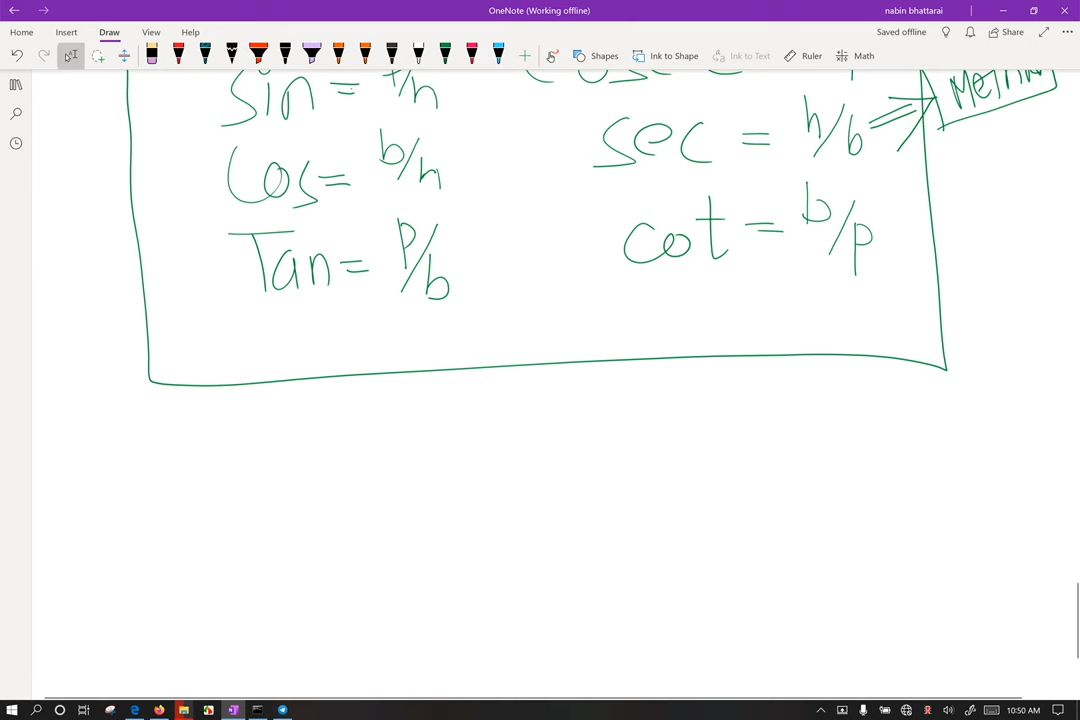 OneNote (Working offline)
nabin bhattarai
Home Insert Draw View Help
Saved offline
Share
Shapes Ink to Shape Ink to Text Ruler Math
sin = P/h
sec = h/b
cos = b/h
cot = b/p
Tan = P/b
10:50 AM